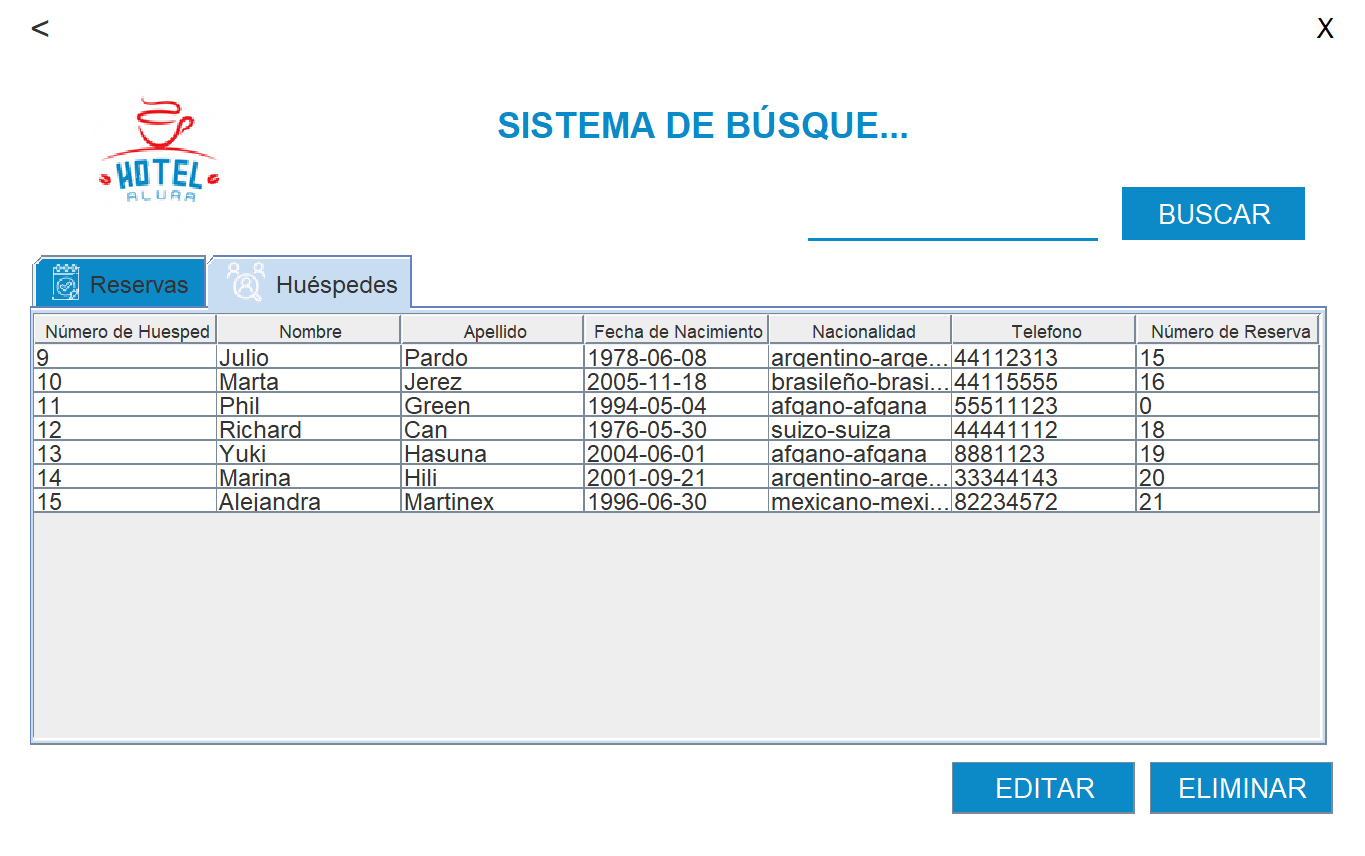 <
X
HOTEL
ALURA
SISTEMA DE BÚSQUE...
BUSCAR
Reservas Huéspedes
Número de Huesped Nombre Apellido Fecha de Nacimiento Nacionalidad Telefono Número de Reserva
9 Julio Pardo 1978-06-08 argentino-arge... 44112313 15
10 Marta Jerez 2005-11-18 brasileño-brasi... 44115555 16
11 Phil Green 1994-05-04 afgano-afgana 55511123 0
12 Richard Can 1976-05-30 suizo-suiza 44441112 18
13 Yuki Hasuna 2004-06-01 afgano-afgana 8881123 19
14 Marina Hili 2001-09-21 argentino-arge... 33344143 20
15 Alejandra Martinex 1996-06-30 mexicano-mexi... 82234572 21
EDITAR ELIMINAR